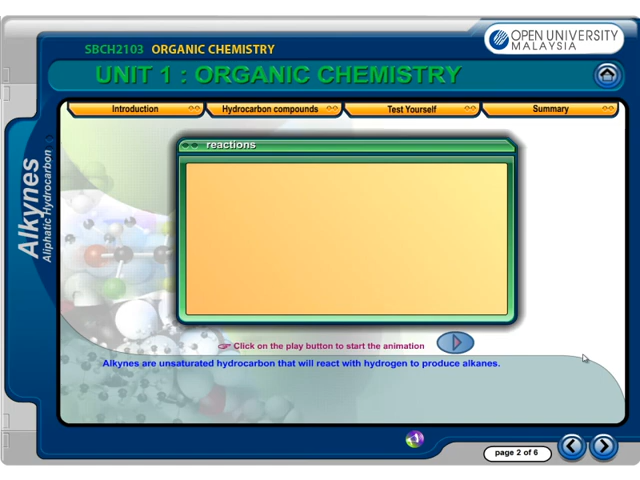 OPEN UNIVERSITY
MALAYSIA
SBCH2103 ORGANIC CHEMISTRY
UNIT 1 : ORGANIC CHEMISTRY
Introduction
Hydrocarbon compounds
Test Yourself
Summary
Alkynes
Aliphatic Hydrocarbon
reactions
Click on the play button to start the animation
Alkynes are unsaturated hydrocarbon that will react with hydrogen to produce alkanes.
page 2 of 6